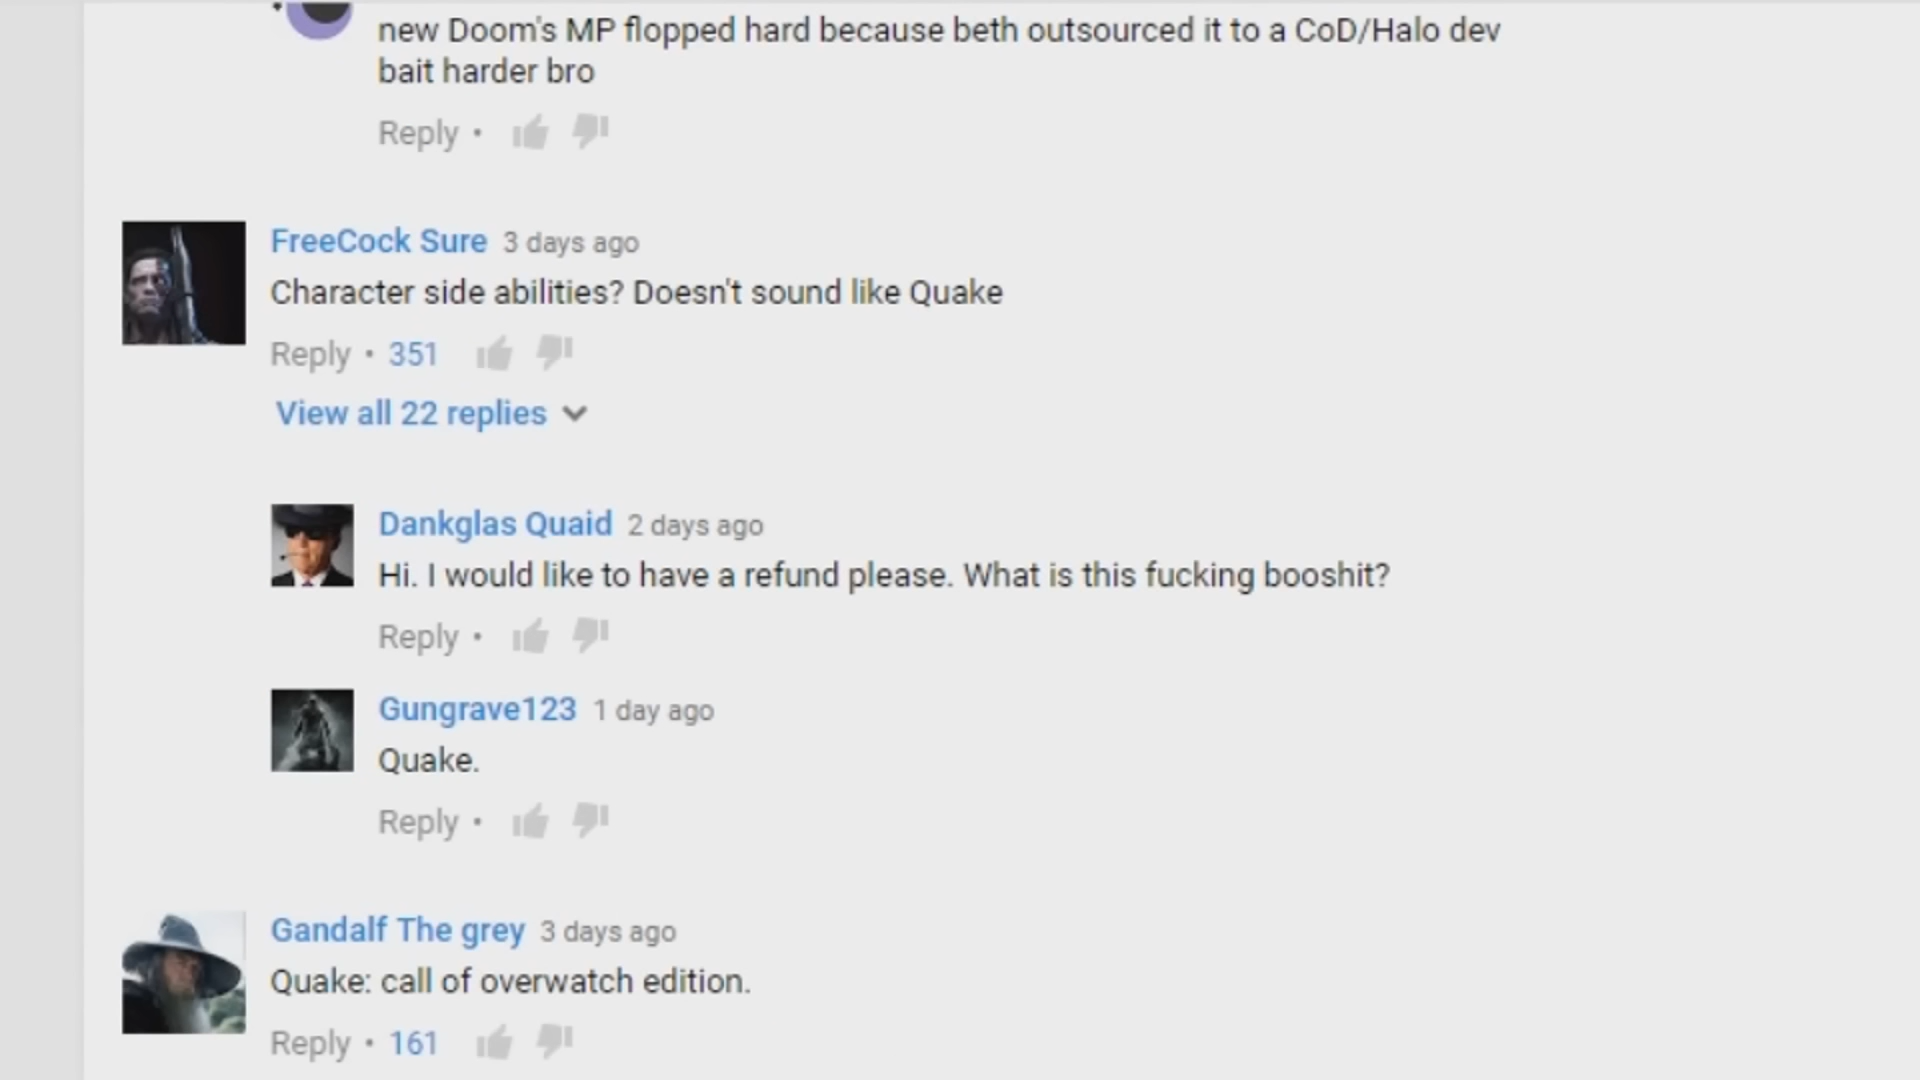 new Doom's MP flopped hard because beth outsourced it to a CoD/Halo dev
bait harder bro
Reply •
FreeCock Sure 3 days ago
Character side abilities? Doesn't sound like Quake
Reply • 351
View all 22 replies
Dankglas Quaid 2 days ago
Hi. I would like to have a refund please. What is this fucking booshit?
Reply •
Gungrave123 1 day ago
Quake.
Reply •
Gandalf The grey 3 days ago
Quake: call of overwatch edition.
Reply • 161